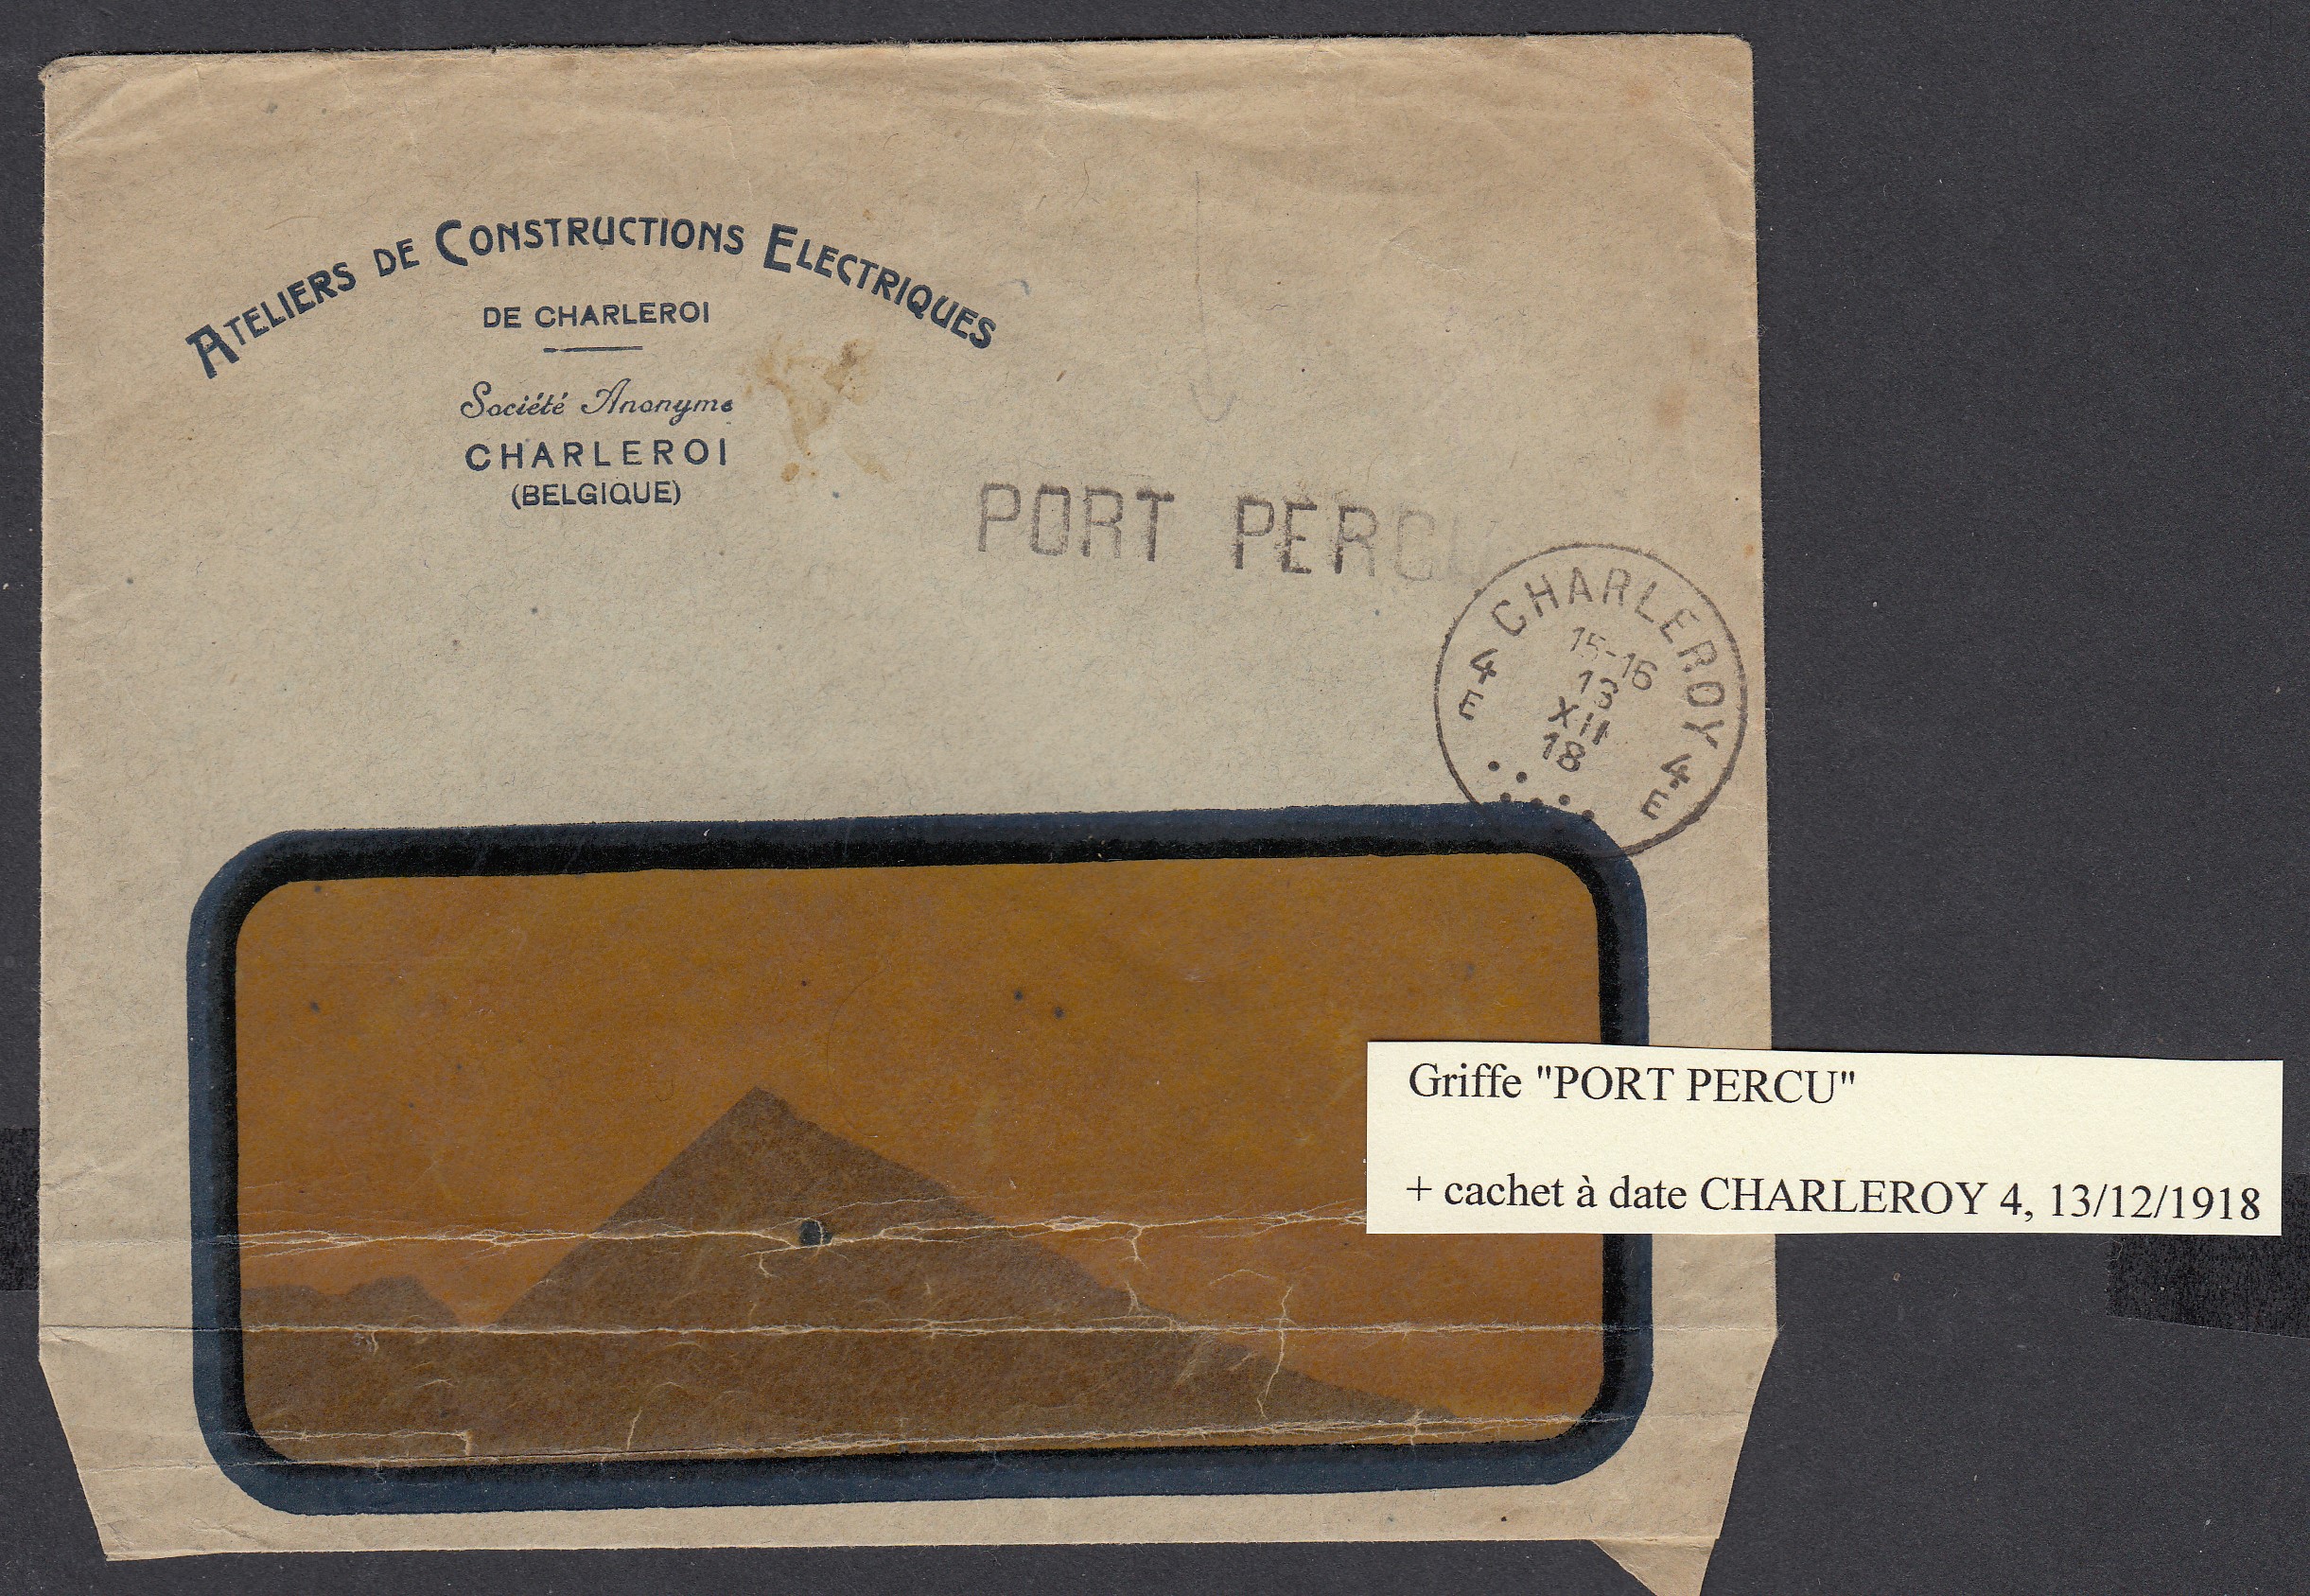 ATELIERS DE CONSTRUCTIONS ELECTRIQUES
DE CHARLEROI
Société Anonyme
CHARLEROI
(BELGIQUE)
PORT PERCU
CHARLEROY
15-16
13
XII
18
4
E
4
E
Griffe "PORT PERCU"
+ cachet à date CHARLEROY 4, 13/12/1918